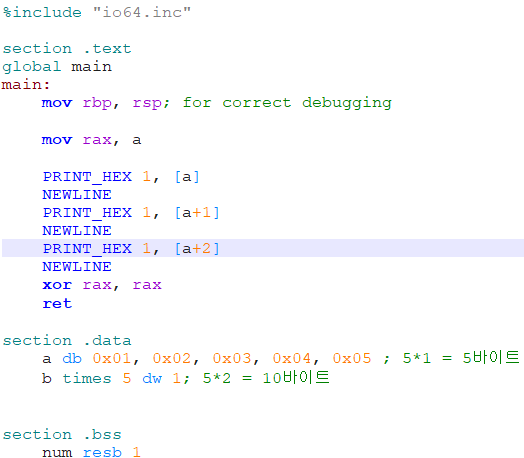 %include "io64.inc"
section .text
global main
main:
mov rbp, rsp; for correct debugging
mov rax, a
PRINT_HEX 1, [a]
NEWLINE
PRINT_HEX 1, [a+1]
NEWLINE
PRINT_HEX 1, [a+2]
NEWLINE
xor rax, rax
ret
section .data
a db 0x01, 0x02, 0x03, 0x04, 0x05 ; 5*1 = 5바이트
b times 5 dw 1; 5*2 = 10바이트
section .bss
num resb 1